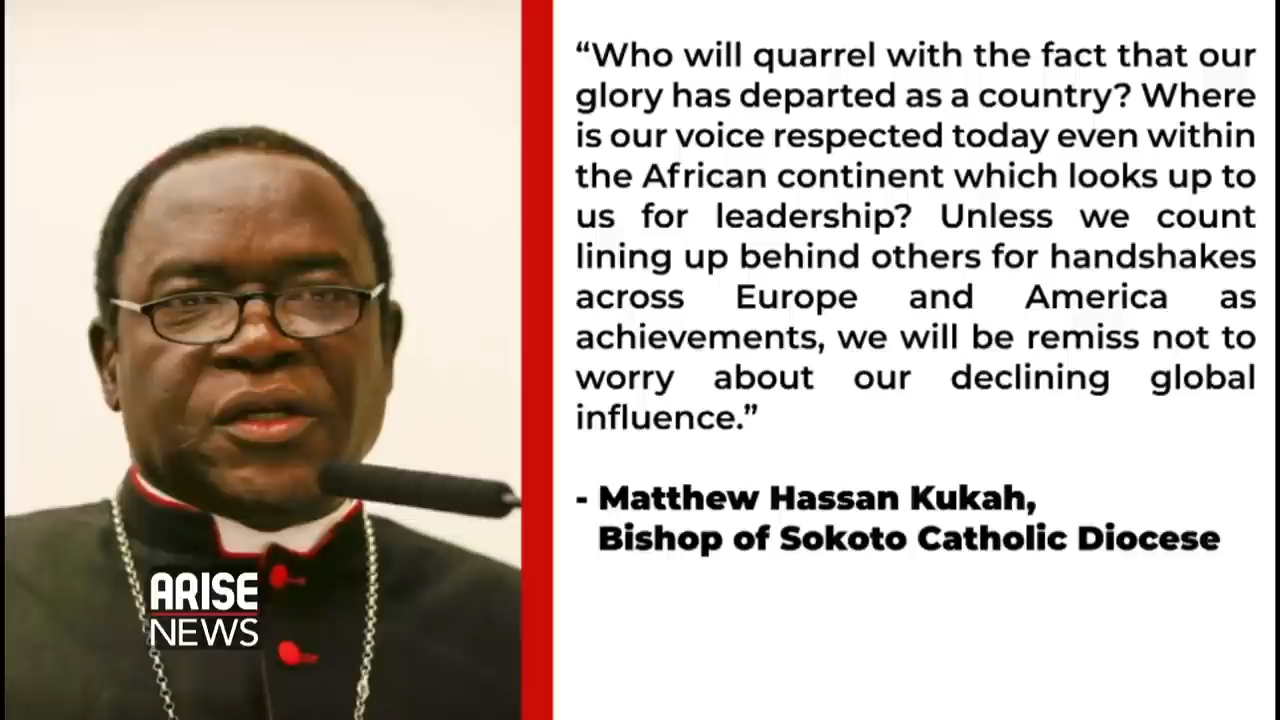 “Who will quarrel with the fact that our
glory has departed as a country? Where
is our voice respected today even within
the African continent which looks up to
us for leadership? Unless we count
lining up behind others for handshakes
across Europe and America as
achievements, we will be remiss not to
worry about our declining global
influence.”
- Matthew Hassan Kukah,
Bishop of Sokoto Catholic Diocese
ARISE
NEWS